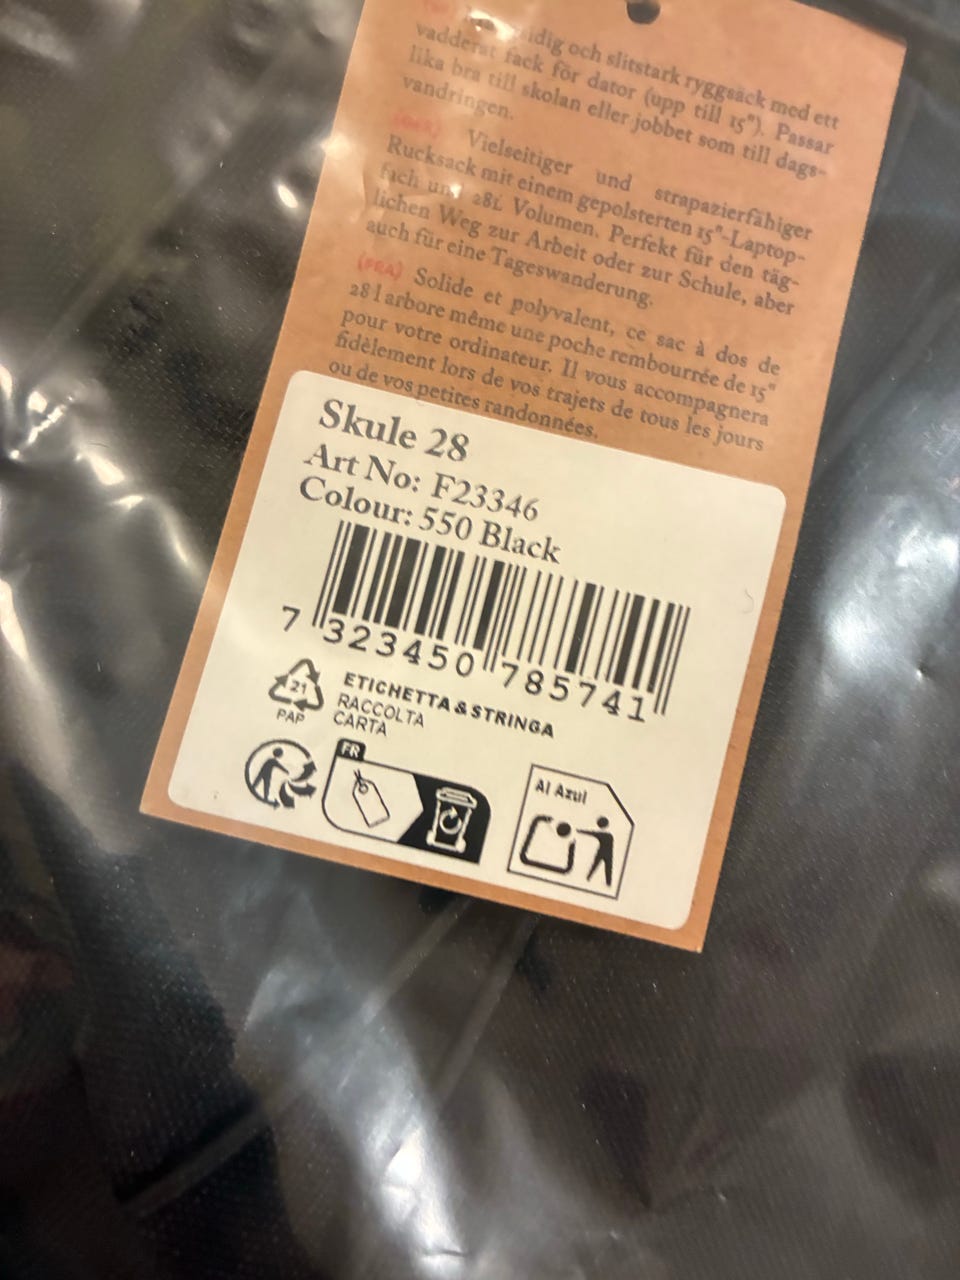 och slitstark ryggsäck med ett
vadderat fack för dator (upp till 15"). Passar
lika bra till skolan eller jobbet som till dags-
vandringen.
Vielseitiger und strapazierfähiger
Rucksack mit einem gepolsterten 15"-Laptop-
fach und 28L Volumen. Perfekt für den täg-
lichen Weg zur Arbeit oder zur Schule, aber
auch für eine Tageswanderung.
(FRA) Solide et polyvalent, ce sac à dos de
28 l arbore même une poche rembourrée de 15"
pour votre ordinateur. Il vous accompagnera
fidèlement lors de vos trajets de tous les jours
ou de vos petites randonnées.
Skule 28
Art No: F23346
Colour: 550 Black
7 323450 785741
21
PAP
ETICHETTA & STRINGA
RACCOLTA
CARTA
FR
Al Azul